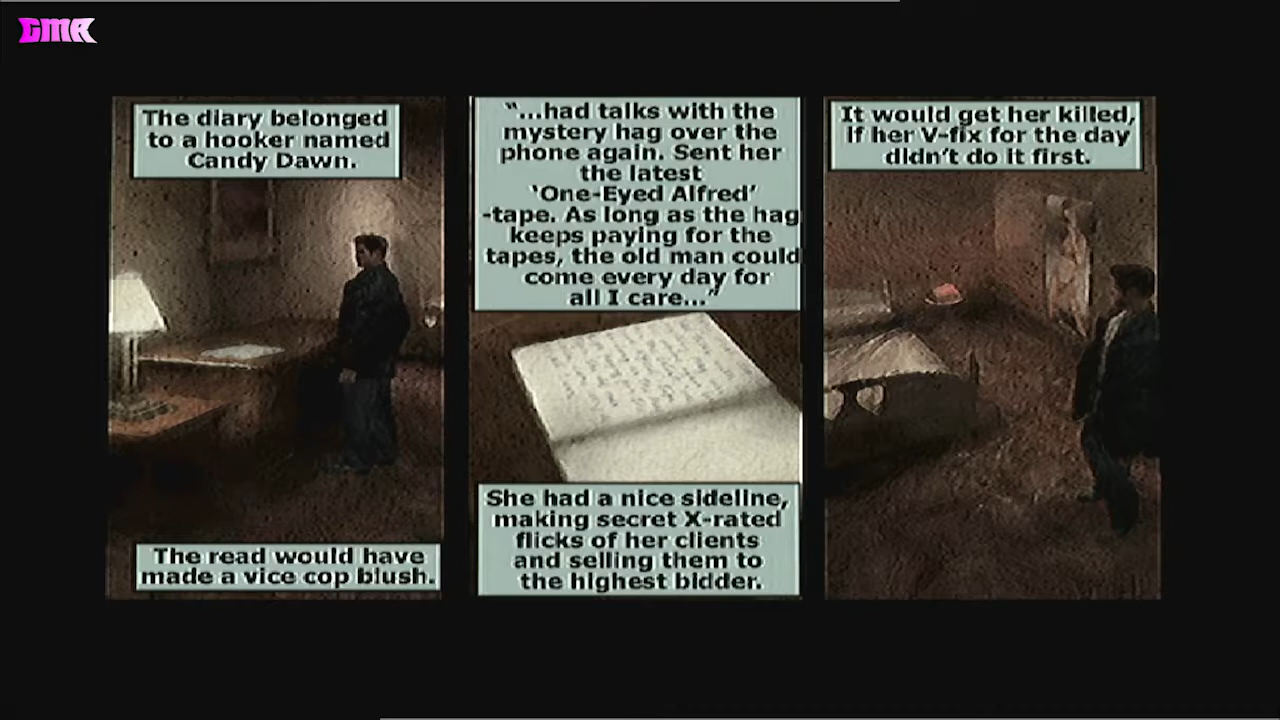 GMR
The diary belonged
to a hooker named
Candy Dawn.
The read would have
made a vice cop blush.
“...had talks with the
mystery hag over the
phone again. Sent her
the latest
‘One-Eyed Alfred’
-tape. As long as the hag
keeps paying for the
tapes, the old man could
come every day for
all I care...”
She had a nice sideline,
making secret X-rated
flicks of her clients
and selling them to
the highest bidder.
It would get her killed,
if her V-fix for the day
didn’t do it first.